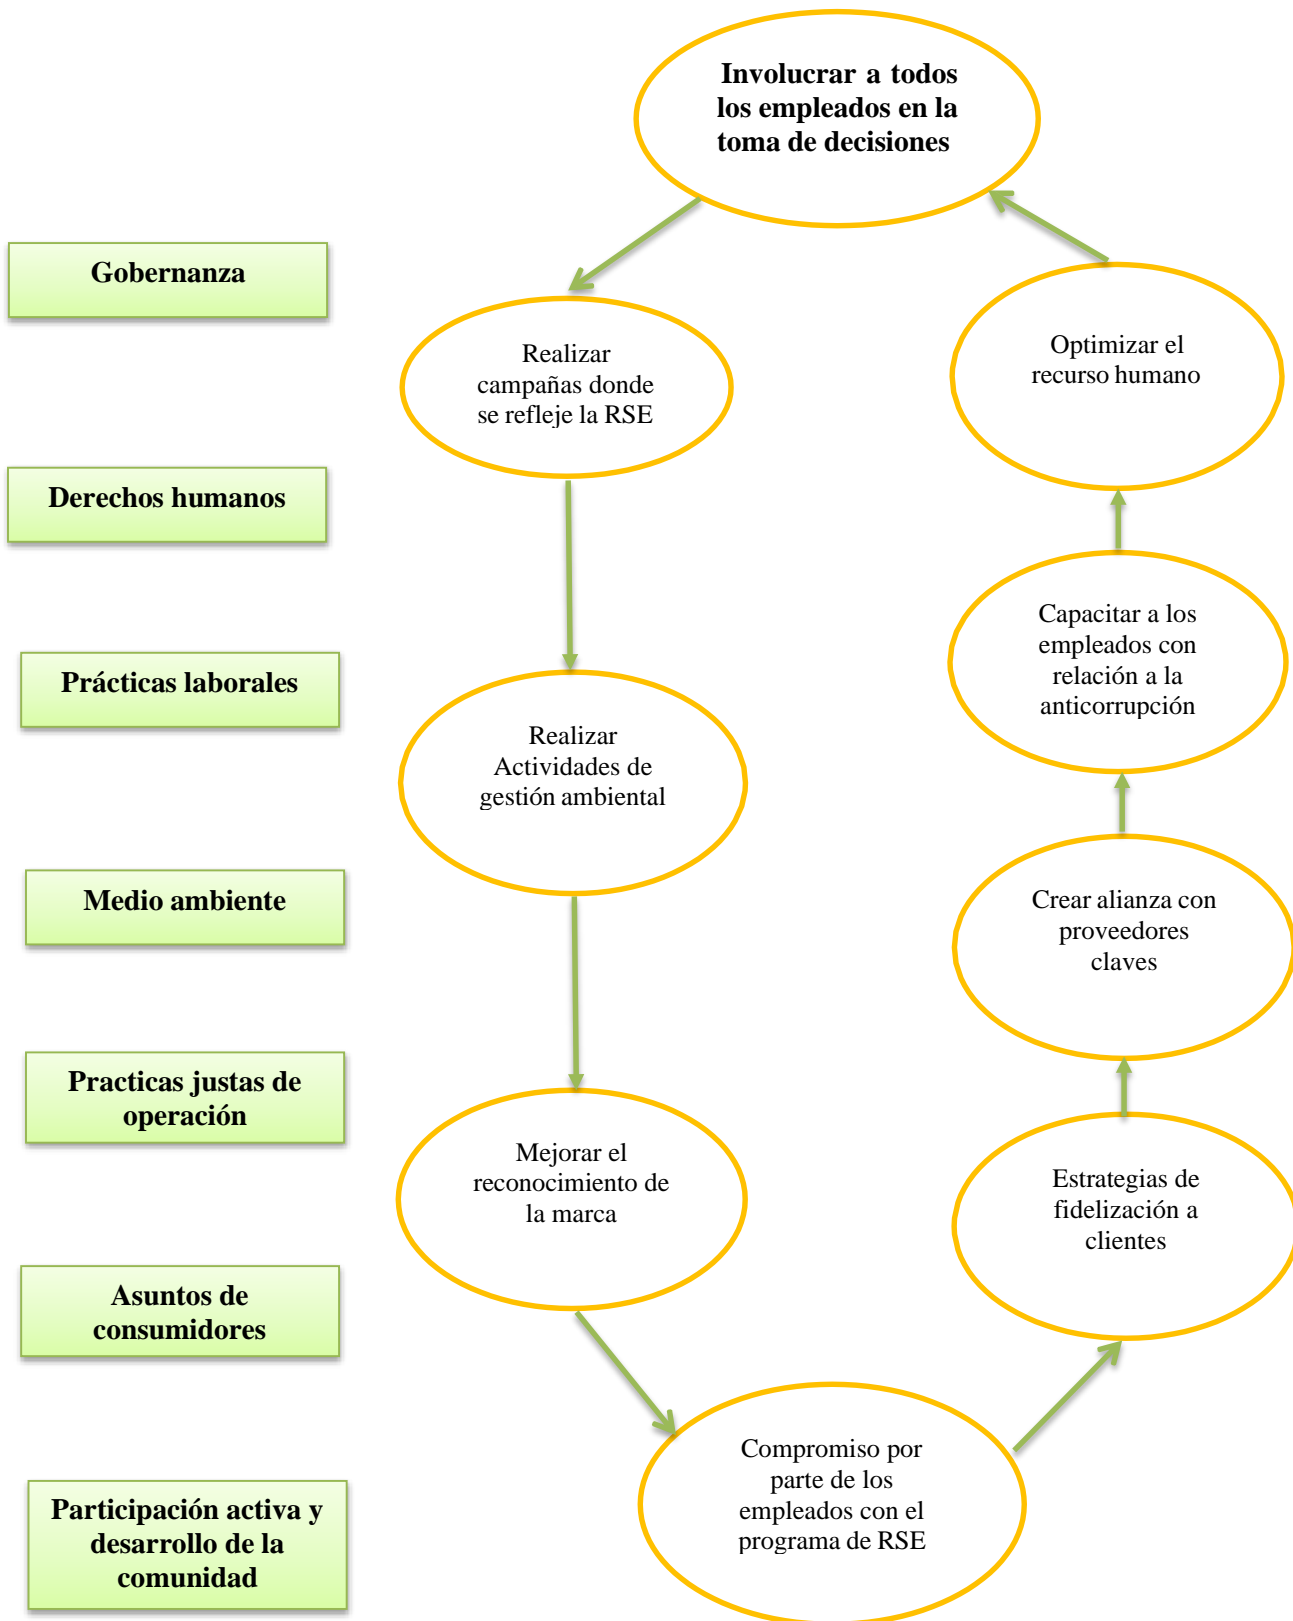 Involucrar a todos
los empleados en la
toma de decisiones
Gobernanza
Realizar
campañas donde
se refleje la RSE
Optimizar el
recurso humano
Derechos humanos
Capacitar a los
empleados con
relación a la
anticorrupción
Prácticas laborales
Realizar
Actividades de
gestión ambiental
Medio ambiente
Crear alianza con
proveedores
claves
Practicas justas de
operación
Mejorar el
reconocimiento de
la marca
Estrategias de
fidelización a
clientes
Asuntos de
consumidores
Compromiso por
parte de los
empleados con el
programa de RSE
Participación activa y
desarrollo de la
comunidad